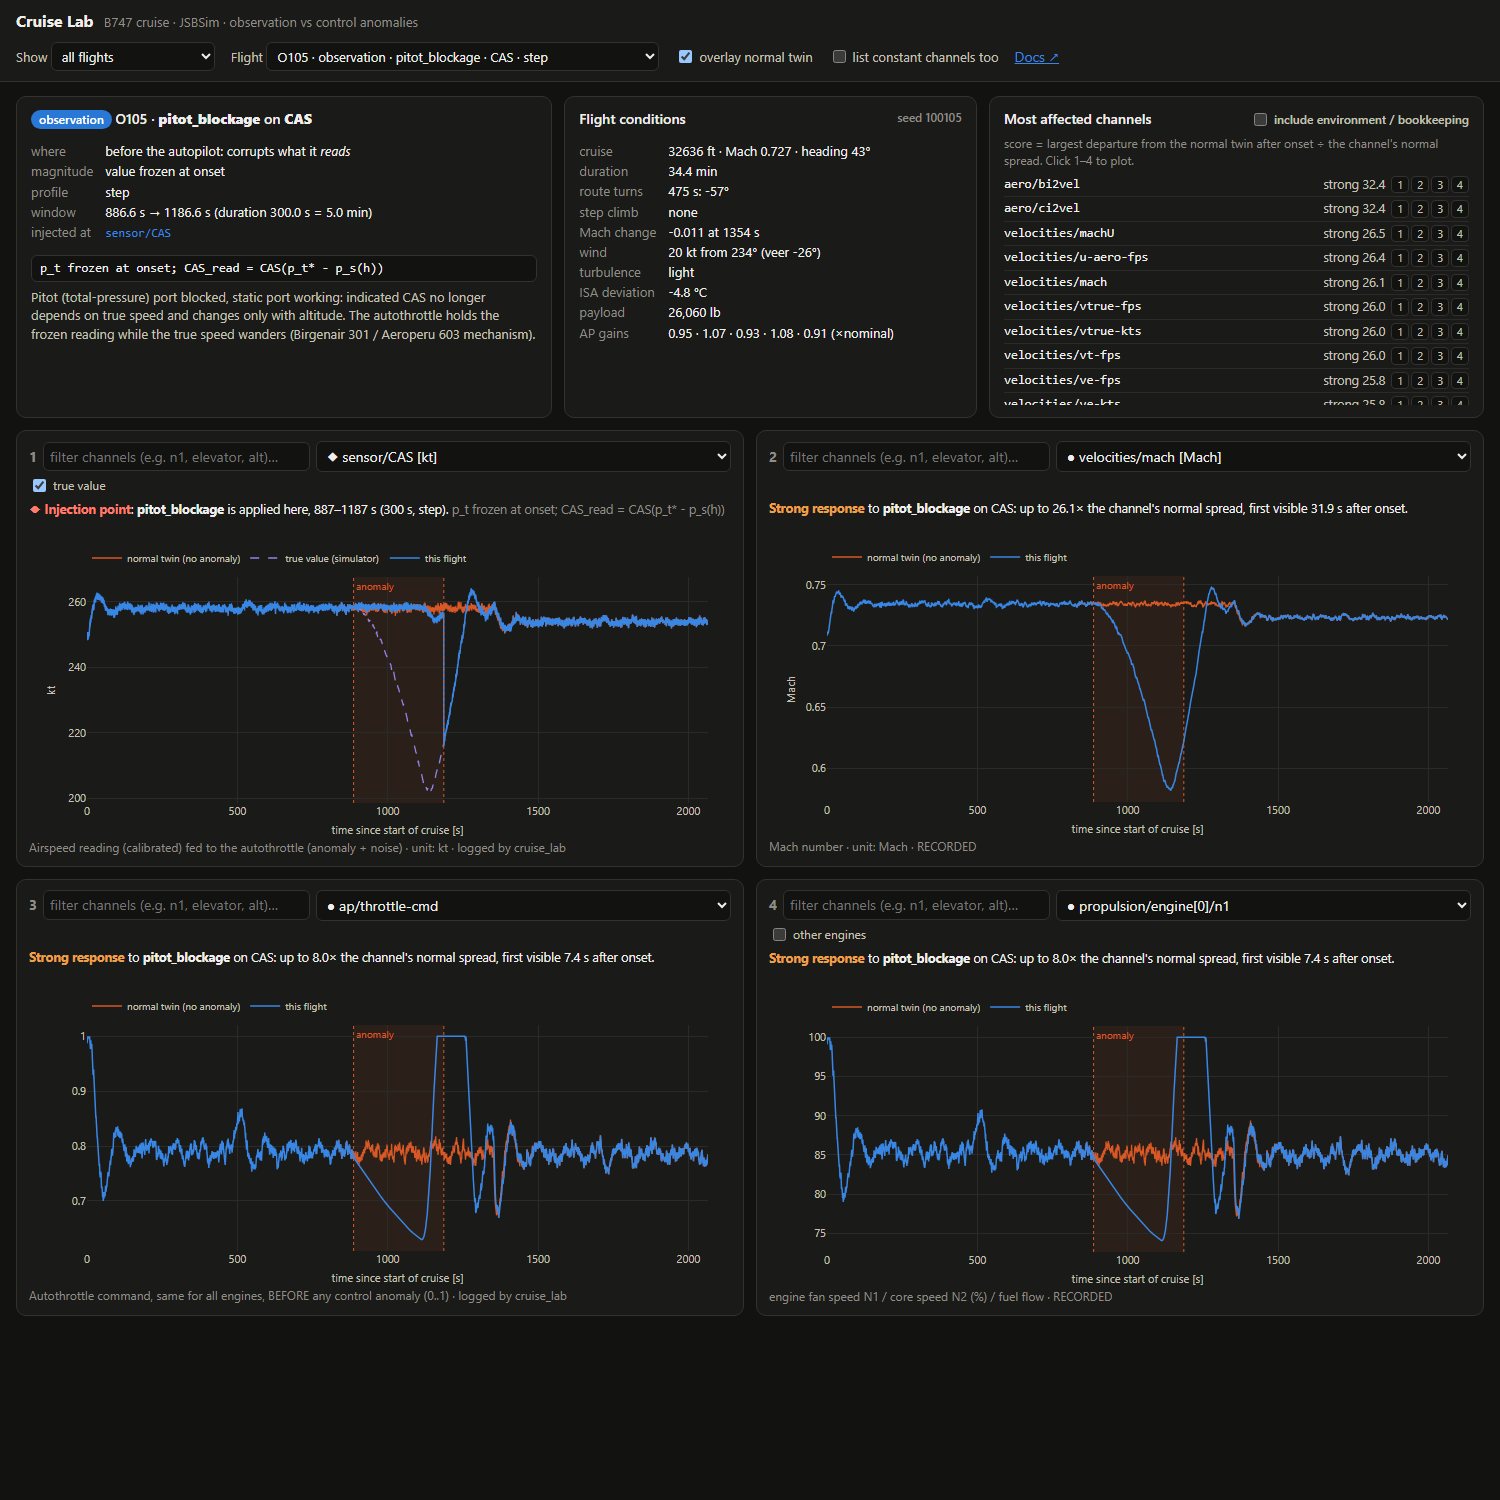 Cruise Lab B747 cruise · JSBSim · observation vs control anomalies
Show all flights Flight O105 · observation · pitot_blockage · CAS · step overlay normal twin list constant channels too Docs ↗
observation O105 · pitot_blockage on CAS
where before the autopilot: corrupts what it reads
magnitude value frozen at onset
profile step
window 886.6 s → 1186.6 s (duration 300.0 s = 5.0 min)
injected at sensor/CAS
p_t frozen at onset; CAS_read = CAS(p_t* - p_s(h))
Pitot (total-pressure) port blocked, static port working: indicated CAS no longer
depends on true speed and changes only with altitude. The autothrottle holds the
frozen reading while the true speed wanders (Birgenair 301 / Aeroperu 603 mechanism).
Flight conditions seed 100105
cruise 32636 ft · Mach 0.727 · heading 43°
duration 34.4 min
route turns 475 s: -57°
step climb none
Mach change -0.011 at 1354 s
wind 20 kt from 234° (veer -26°)
turbulence light
ISA deviation -4.8 °C
payload 26,060 lb
AP gains 0.95 · 1.07 · 0.93 · 1.08 · 0.91 (×nominal)
Most affected channels include environment / bookkeeping
score = largest departure from the normal twin after onset ÷ the channel's normal
spread. Click 1–4 to plot.
aero/bi2vel strong 32.4 1 2 3 4
aero/ci2vel strong 32.4 1 2 3 4
velocities/machU strong 26.5 1 2 3 4
velocities/u-aero-fps strong 26.4 1 2 3 4
velocities/mach strong 26.1 1 2 3 4
velocities/vtrue-fps strong 26.0 1 2 3 4
velocities/vtrue-kts strong 26.0 1 2 3 4
velocities/vt-fps strong 26.0 1 2 3 4
velocities/ve-fps strong 25.8 1 2 3 4
velocities/ve-kts strong 25.8 1 2 3 4
1 filter channels (e.g. n1, elevator, alt)... ◆ sensor/CAS [kt]
true value
◆ Injection point: pitot_blockage is applied here, 887–1187 s (300 s, step). p_t frozen at onset; CAS_read = CAS(p_t* - p_s(h))
normal twin (no anomaly) true value (simulator) this flight
anomaly
260
240
220
200
kt
0 500 1000 1500 2000
time since start of cruise [s]
Airspeed reading (calibrated) fed to the autothrottle (anomaly + noise) · unit: kt · logged by cruise_lab
2 filter channels (e.g. n1, elevator, alt)... ● velocities/mach [Mach]
Strong response to pitot_blockage on CAS: up to 26.1× the channel's normal spread, first visible 31.9 s after onset.
normal twin (no anomaly) this flight
anomaly
0.75
0.7
0.65
0.6
Mach
0 500 1000 1500 2000
time since start of cruise [s]
Mach number · unit: Mach · RECORDED
3 filter channels (e.g. n1, elevator, alt)... ● ap/throttle-cmd
Strong response to pitot_blockage on CAS: up to 8.0× the channel's normal spread, first visible 7.4 s after onset.
normal twin (no anomaly) this flight
anomaly
1
0.9
0.8
0.7
0 500 1000 1500 2000
time since start of cruise [s]
Autothrottle command, same for all engines, BEFORE any control anomaly (0..1) · logged by cruise_lab
4 filter channels (e.g. n1, elevator, alt)... ● propulsion/engine[0]/n1
other engines
Strong response to pitot_blockage on CAS: up to 8.0× the channel's normal spread, first visible 7.4 s after onset.
normal twin (no anomaly) this flight
anomaly
100
95
90
85
80
75
0 500 1000 1500 2000
time since start of cruise [s]
engine fan speed N1 / core speed N2 (%) / fuel flow · RECORDED